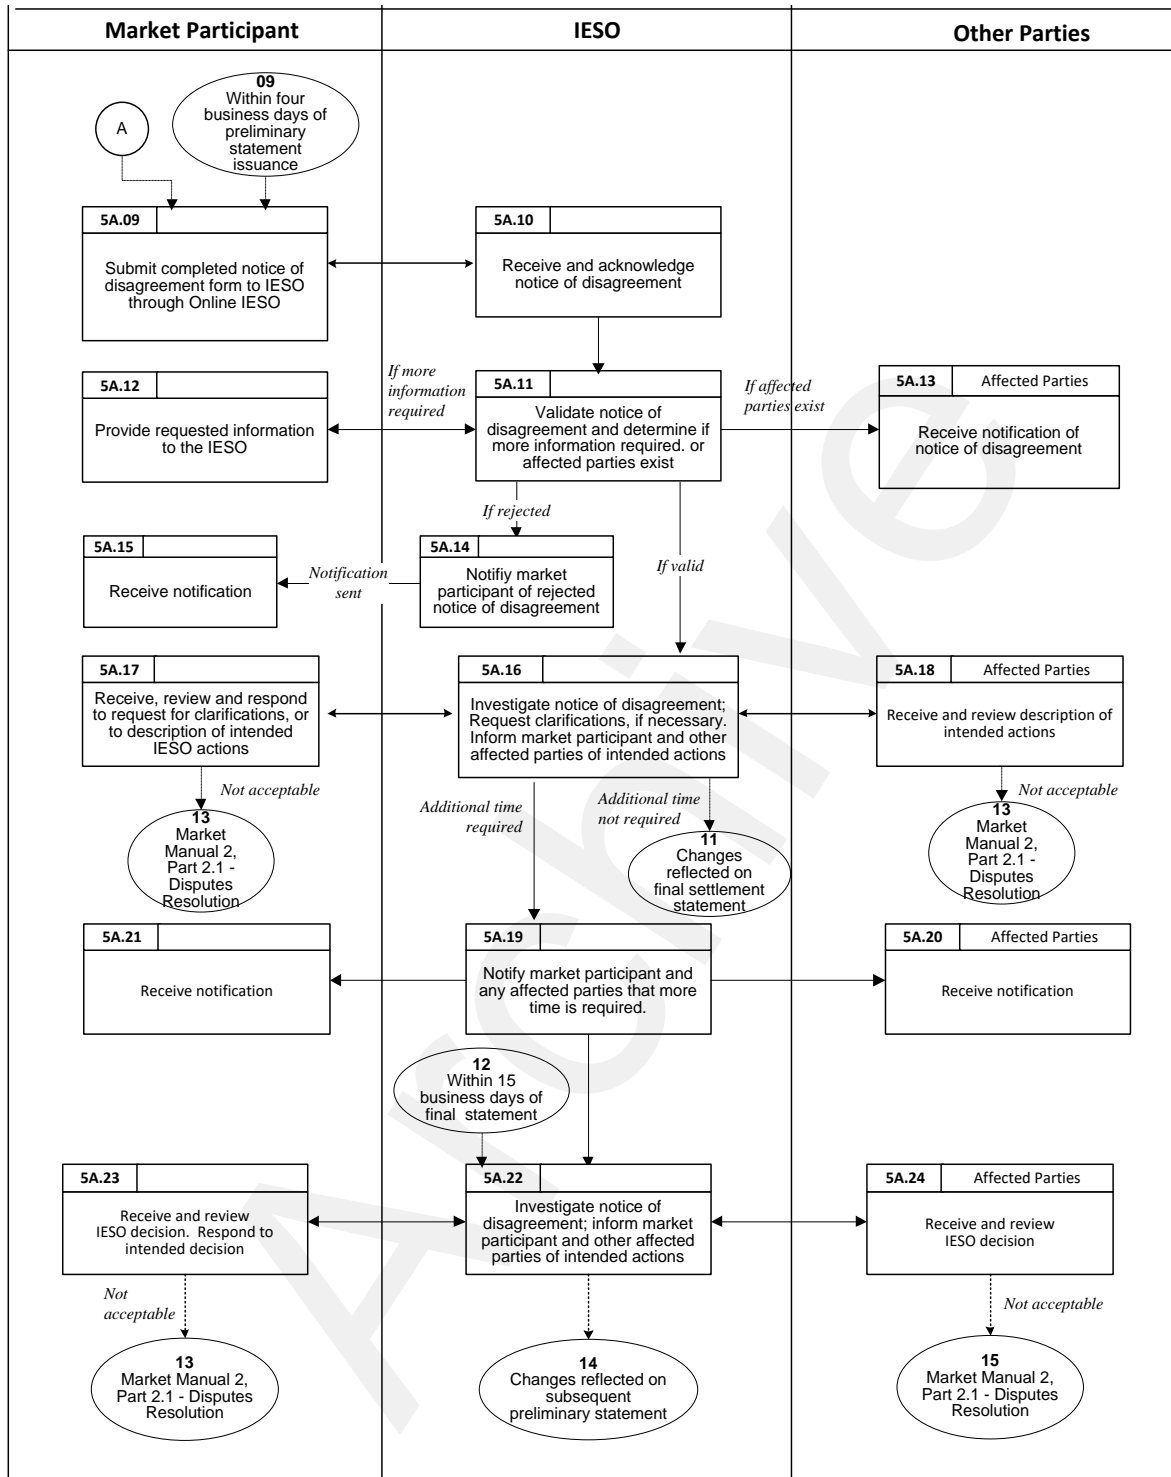 Market Participant
IESO
Other Parties
A
09
Within four
business days of
preliminary
statement
issuance
5A.09
Submit completed notice of
disagreement form to IESO
through Online IESO
5A.10
Receive and acknowledge
notice of disagreement
5A.12
Provide requested information
to the IESO
If more
information
required
5A.11
Validate notice of
disagreement and determine if
more information required. or
affected parties exist
If affected
parties exist
5A.13
Affected Parties
Receive notification of
notice of disagreement
If rejected
If valid
5A.15
Receive notification
Notification
sent
5A.14
Notifiy market
participant of rejected
notice of disagreement
5A.17
Receive, review and respond
to request for clarifications, or
to description of intended
IESO actions
5A.16
Investigate notice of disagreement;
Request clarifications, if necessary.
Inform market participant and other
affected parties of intended actions
5A.18
Affected Parties
Receive and review description of
intended actions
Not acceptable
13
Market
Manual 2,
Part 2.1 -
Disputes
Resolution
Additional time
required
Additional time
not required
11
Changes
reflected on
final settlement
statement
Not acceptable
13
Market
Manual 2,
Part 2.1 -
Disputes
Resolution
5A.21
Receive notification
5A.19
Notify market participant and
any affected parties that more
time is required.
5A.20
Affected Parties
Receive notification
12
Within 15
business days of
final statement
5A.23
Receive and review
IESO decision. Respond to
intended decision
5A.22
Investigate notice of
disagreement; inform market
participant and other affected
parties of intended actions
5A.24
Affected Parties
Receive and review
IESO decision
Not
acceptable
13
Market Manual 2,
Part 2.1 - Disputes
Resolution
14
Changes reflected on
subsequent
preliminary statement
Not acceptable
15
Market Manual 2,
Part 2.1 - Disputes
Resolution
Archive